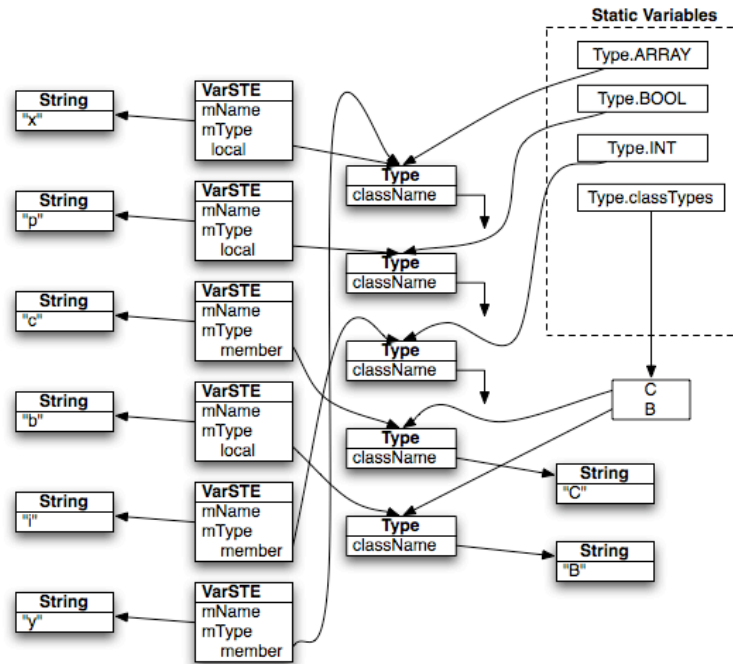 Static Variables
Type.ARRAY
Type.BOOL
Type.INT
Type.classTypes
String
"x"
VarSTE
mName
mType
local
Type
className
String
"p"
VarSTE
mName
mType
local
Type
className
String
"c"
VarSTE
mName
mType
member
Type
className
C
B
String
"b"
VarSTE
mName
mType
local
Type
className
String
"C"
String
"i"
VarSTE
mName
mType
member
Type
className
String
"B"
String
"y"
VarSTE
mName
mType
member